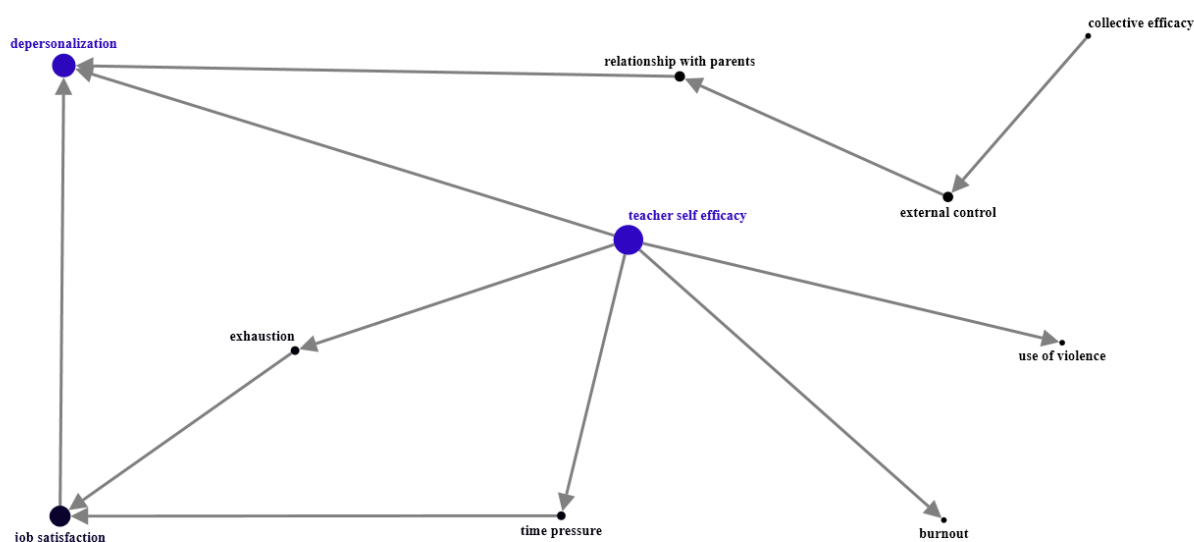 collective efficacy
depersonalization
relationship with parents
external control
teacher self efficacy
exhaustion
use of violence
time pressure
burnout
job satisfaction